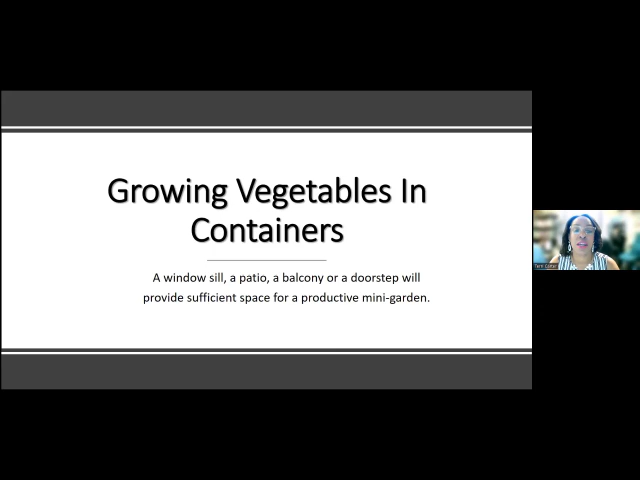 Growing Vegetables In
Containers
A window sill, a patio, a balcony or a doorstep will
provide sufficient space for a productive mini-garden.